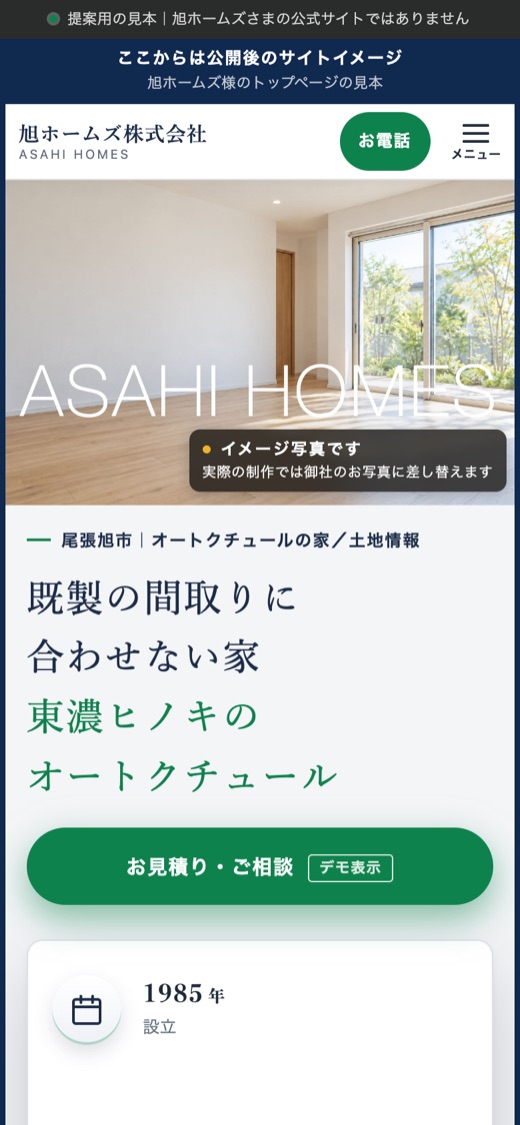 提案用の見本｜旭ホームズさまの公式サイトではありません
ここからは公開後のサイトイメージ
旭ホームズ様のトップページの見本
旭ホームズ株式会社
ASAHI HOMES
お電話
メニュー
ASAHI HOMES
イメージ写真です
実際の制作では御社のお写真に差し替えます
尾張旭市｜オートクチュールの家／土地情報
既製の間取りに
合わせない家
東濃ヒノキの
オートクチュール
お見積り・ご相談 デモ表示
1985年
設立